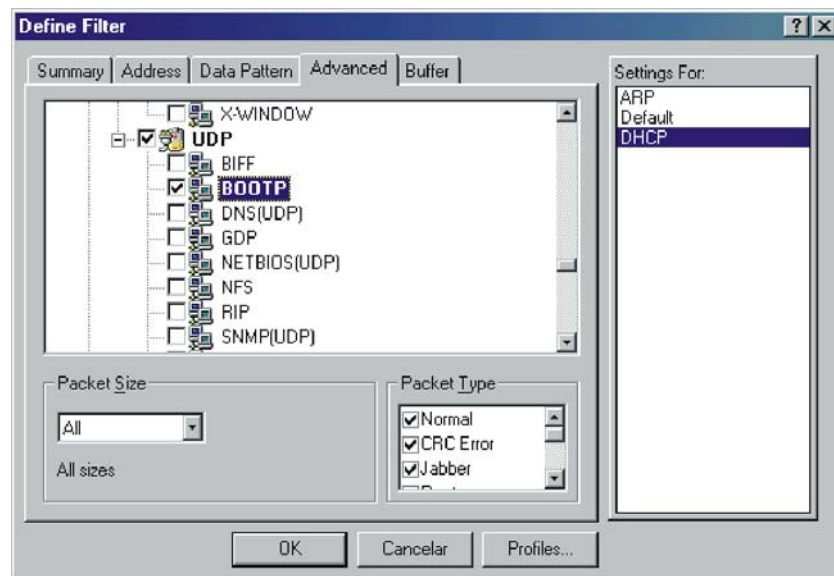 Define Filter
Summary Address Data Pattern Advanced Buffer
X-WINDOW
UDP
BIFF
BOOTP
DNS(UDP)
GDP
NETBIOS(UDP)
NFS
RIP
SNMP(UDP)
Packet Size
All
All sizes
Packet Type
Normal
CRC Error
Jabber
Settings For:
ARP
Default
DHCP
OK Cancelar Profiles...